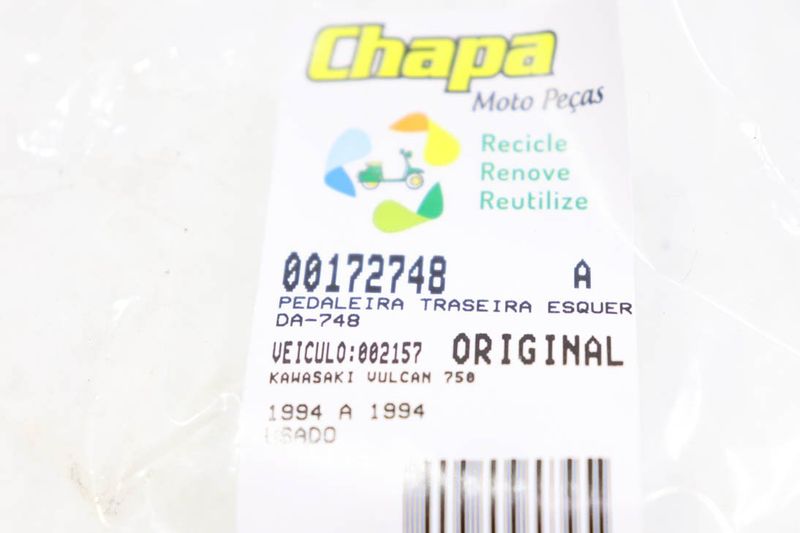 Chapa
Moto Peças
Recicle
Renove
Reutilize
00172748 A
PEDALEIRA TRASEIRA ESQUER
DA-748
VEICULO:002157 ORIGINAL
KAWASAKI VULCAN 750
1994 A 1994
USADO